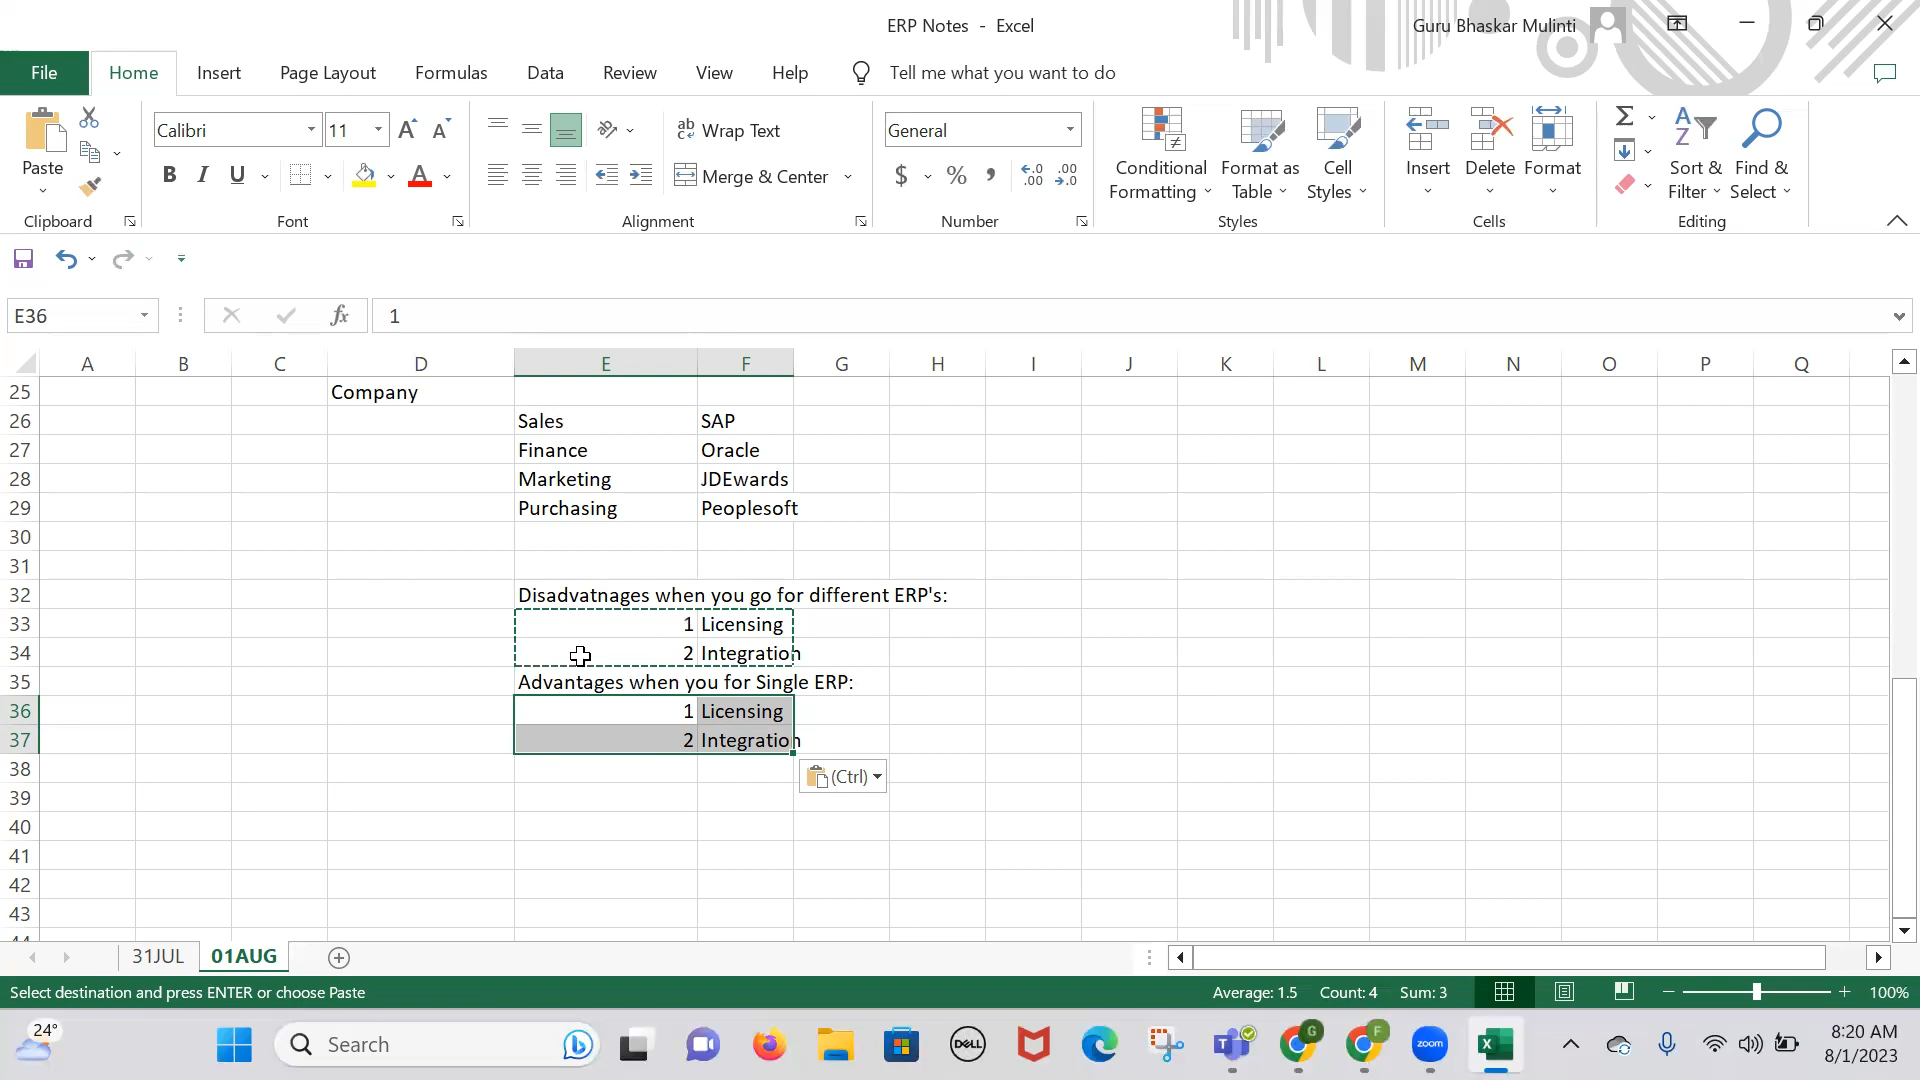 ERP Notes - Excel
Guru Bhaskar Mulinti
File Home Insert Page Layout Formulas Data Review View Help Tell me what you want to do
Paste
Clipboard
Calibri 11
B I U
Font
Wrap Text
Merge & Center
Alignment
General
$ % ,
Number
Conditional Formatting
Format as Table
Cell Styles
Styles
Insert
Delete
Format
Cells
Sort & Filter
Find & Select
Editing
E36 fx 1
A B C D E F G H I J K L M N O P Q
25 Company
26 Sales SAP
27 Finance Oracle
28 Marketing JDEwards
29 Purchasing Peoplesoft
30
31
32 Disadvatnages when you go for different ERP's:
33 1 Licensing
34 2 Integration
35 Advantages when you for Single ERP:
36 1 Licensing
37 2 Integration
38 (Ctrl)
39
40
41
42
43
44
31JUL 01AUG
Select destination and press ENTER or choose Paste
Average: 1.5 Count: 4 Sum: 3
100%
24°
Search
DELL
zoom
8:20 AM
8/1/2023